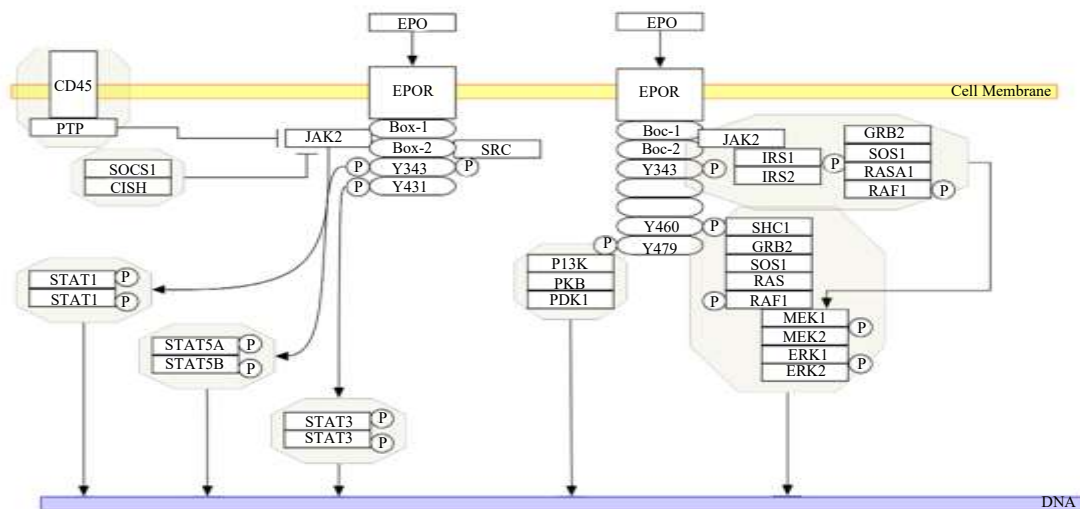 EPO
EPO
CD45
EPOR
EPOR
Cell Membrane
PTP
JAK2
Box-1
Box-2
SRC
P
Y343
P
P
Y431
SOCS1
CISH
Boc-1
JAK2
Boc-2
Y343
P
IRS1
IRS2
P
GRB2
SOS1
RASA1
RAF1
P
Y460
P
SHC1
P
Y479
GRB2
SOS1
RAS
P
RAF1
P13K
PKB
PDK1
MEK1
P
MEK2
ERK1
P
ERK2
STAT1
P
STAT1
P
STAT5A
P
STAT5B
P
STAT3
P
STAT3
P
DNA